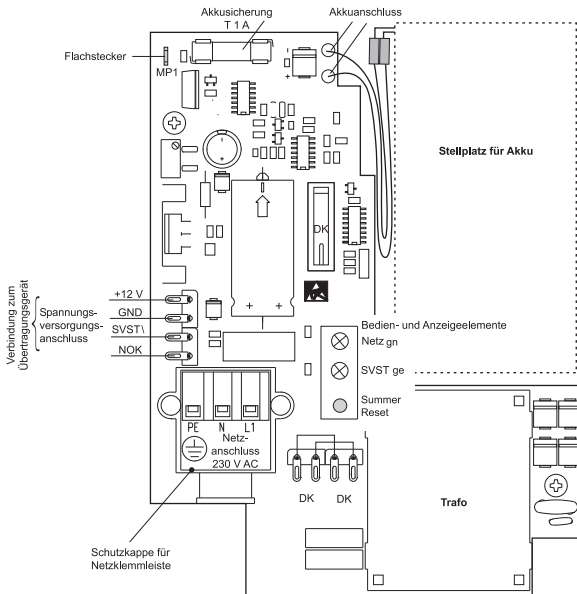 Akkusicherung
T 1 A
Akkuanschluss
Flachstecker
MP1
-
+
Stellplatz für Akku
DK
+ +
Verbindung zum
Übertragungsgerät
Spannungs-
versorgungs-
anschluss
+12 V
GND
SVST\
NOK
Bedien- und Anzeigeelemente
Netz gn
SVST ge
Summer
Reset
PE N L1
Netz-
anschluss
230 V AC
DK DK
Trafo
Schutzkappe für
Netzklemmleiste